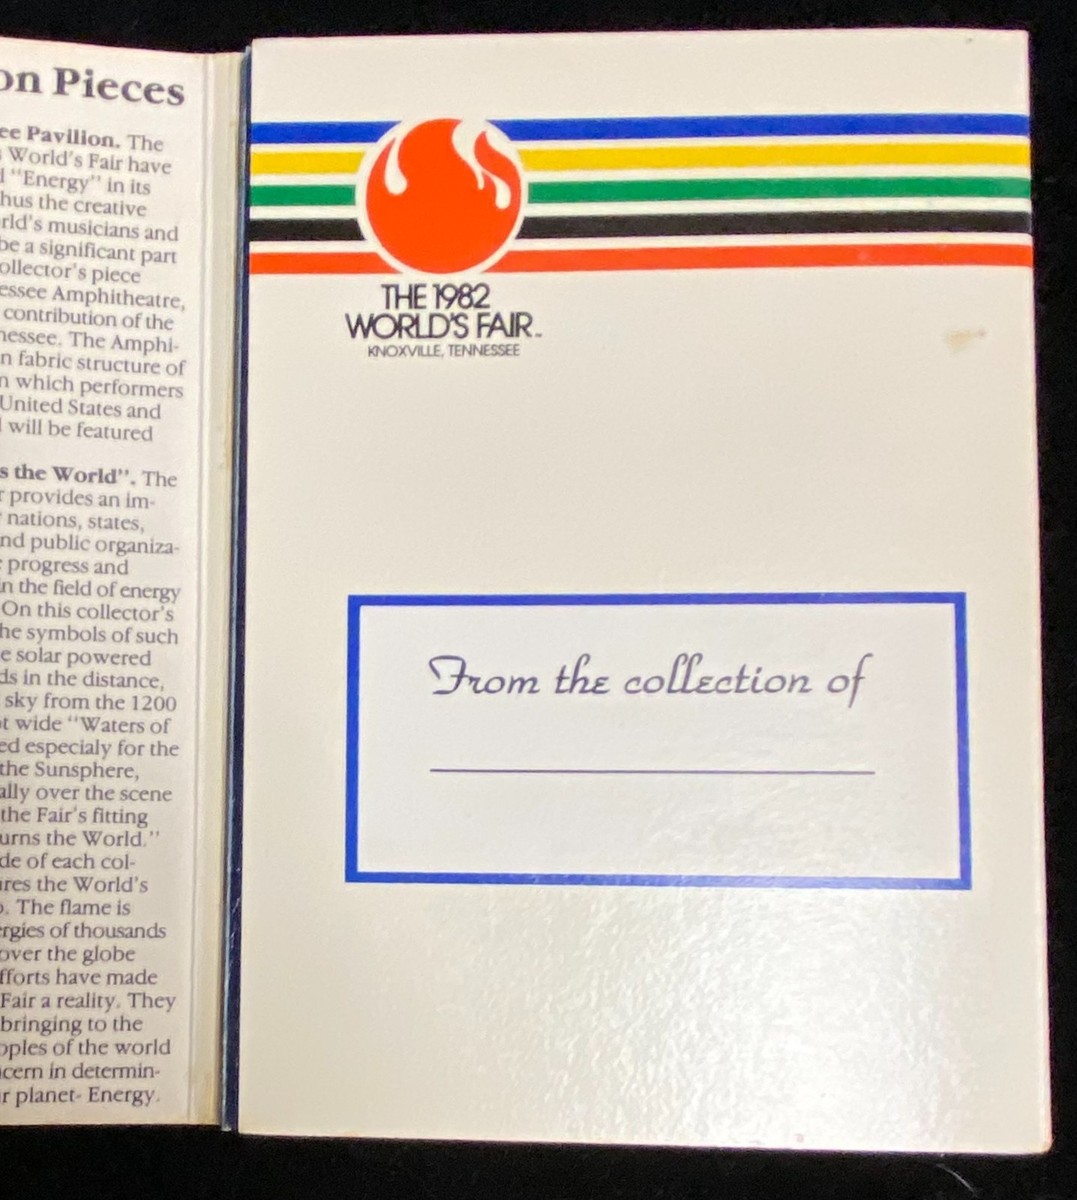 on Pieces
ee Pavilion. The
World's Fair have
"Energy" in its
hus the creative
rld's musicians and
be a significant part
ollector's piece
essee Amphitheatre,
contribution of the
nessee. The Amphi-
n fabric structure of
n which performers
United States and
will be featured
s the World". The
r provides an im-
nations, states,
nd public organiza-
progress and
in the field of energy
On this collector's
he symbols of such
e solar powered
ds in the distance,
sky from the 1200
ot wide "Waters of
ed especialy for the
the Sunsphere,
ally over the scene
the Fair's fitting
urns the World."
de of each col-
ures the World's
o. The flame is
ergies of thousands
over the globe
fforts have made
Fair a reality. They
bringing to the
oples of the world
ncern in determin-
r planet- Energy.
THE 1982
WORLD'S FAIR™
KNOXVILLE, TENNESSEE
From the collection of